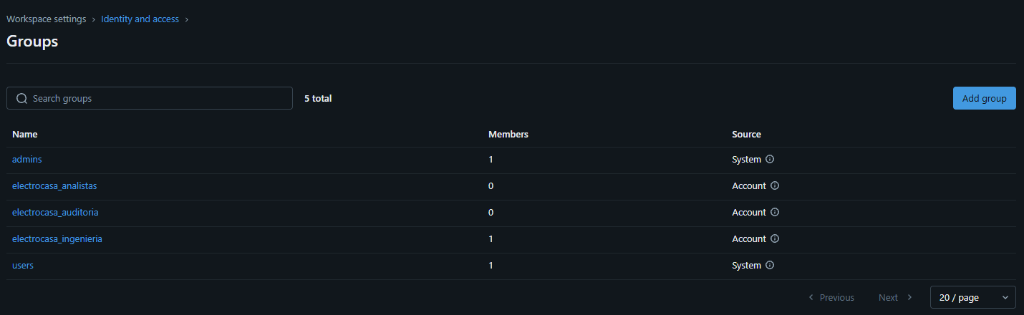 Workspace settings › Identity and access ›
Groups
Search groups 5 total Add group
Name Members Source
admins 1 System
electrocasa_analistas 0 Account
electrocasa_auditoria 0 Account
electrocasa_ingenieria 1 Account
users 1 System
‹ Previous Next › 20 / page